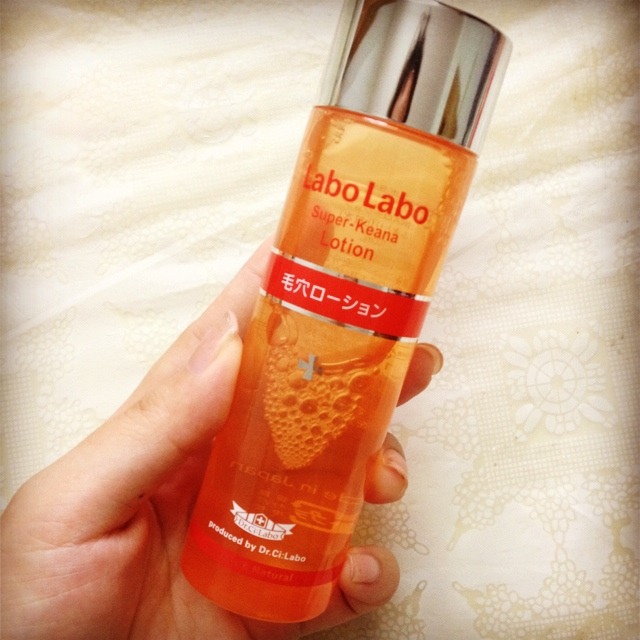 Labo Labo
Super-Keana
Lotion
毛穴ローション
Dr.Ci:Labo
produced by Dr.Ci:Labo
Natural